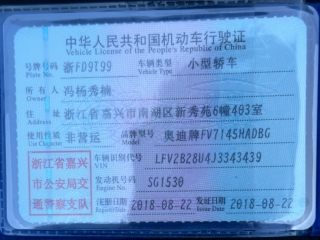 中华人民共和国机动车行驶证
Vehicle License of the People's Republic of China
号牌号码 浙FD9T99 车辆类型 小型轿车
Plate No. Vehicle Type
所有人 冯杨秀楠
Owner
住址 浙江省嘉兴市南湖区新秀苑6幢403室
Address
使用性质 非营运 品牌型号 奥迪牌FV7145HADBG
Use Character Model
浙江省嘉兴市公安局交通警察支队
车辆识别代号 LFV2B28U4J3343439
VIN
发动机号码 SG1530
Engine No.
注册日期 2018-08-22 发证日期 2018-08-22
Register Date Issue Date